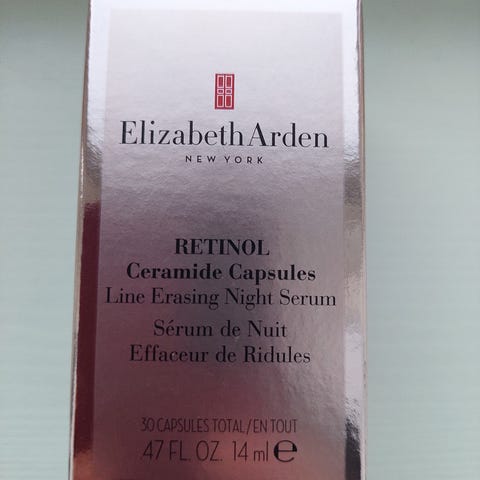 Elizabeth Arden
NEW YORK
RETINOL
Ceramide Capsules
Line Erasing Night Serum
Sérum de Nuit
Effaceur de Ridules
30 CAPSULES TOTAL/EN TOUT
.47 FL. OZ. 14 ml ℮